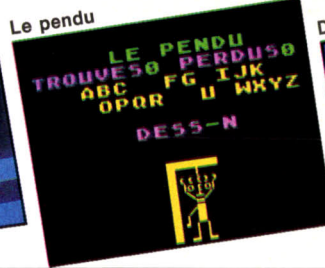 Le pendu
LE PENDU
TROUVES0 PERDUS0
ABC FG IJK
OPQR U WXYZ
DESS-N